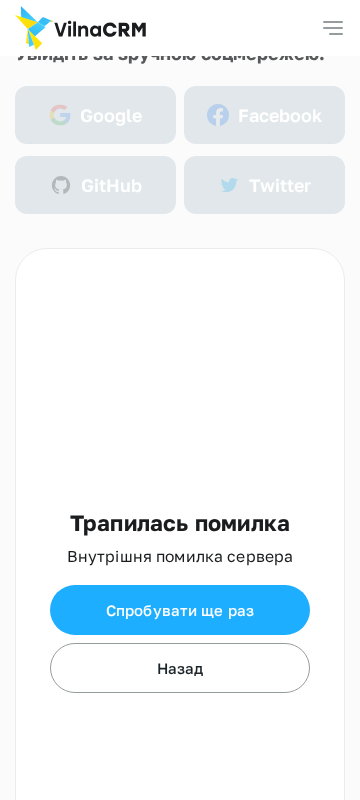 VilnaCRM
Увійдіть за зручною соцмережею:
Google
Facebook
GitHub
Twitter
Трапилась помилка
Внутрішня помилка сервера
Спробувати ще раз
Назад